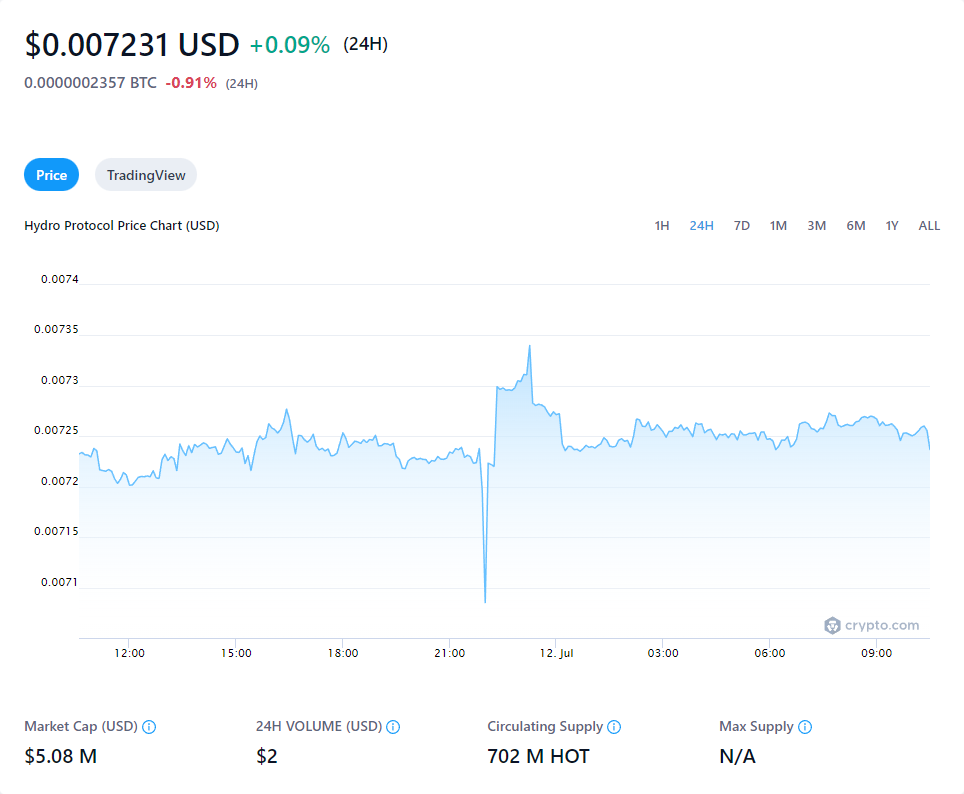 $0.007231 USD +0.09% (24H)
0.0000002357 BTC -0.91% (24H)
Price TradingView
Hydro Protocol Price Chart (USD) 1H 24H 7D 1M 3M 6M 1Y ALL
0.0074
0.00735
0.0073
0.00725
0.0072
0.00715
0.0071
crypto.com
12:00 15:00 18:00 21:00 12. Jul 03:00 06:00 09:00
Market Cap (USD) 24H VOLUME (USD) Circulating Supply Max Supply
$5.08 M $2 702 M HOT N/A